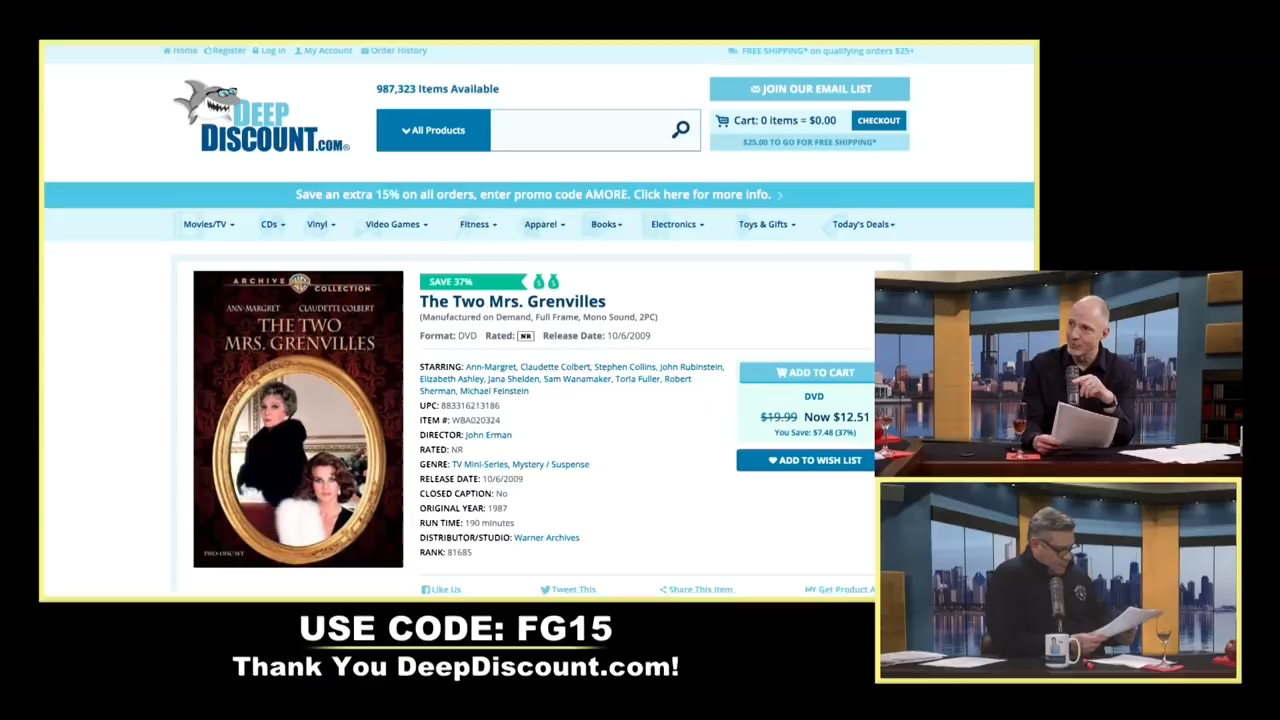 Home Register Log in My Account Order History
FREE SHIPPING* on qualifying orders $25+
987,323 Items Available
JOIN OUR EMAIL LIST
DEEP
DISCOUNT.COM®
All Products
Cart: 0 items = $0.00 CHECKOUT
$25.00 TO GO FOR FREE SHIPPING*
Save an extra 15% on all orders, enter promo code AMORE. Click here for more info.
Movies/TV CDs Vinyl Video Games Fitness Apparel Books Electronics Toys & Gifts Today's Deals
ARCHIVE WB COLLECTION
ANN-MARGRET CLAUDETTE COLBERT
THE TWO
MRS. GRENVILLES
TWO-DISC SET
SAVE 37%
The Two Mrs. Grenvilles
(Manufactured on Demand, Full Frame, Mono Sound, 2PC)
Format: DVD Rated: NR Release Date: 10/6/2009
STARRING: Ann-Margret, Claudette Colbert, Stephen Collins, John Rubinstein,
Elizabeth Ashley, Jana Shelden, Sam Wanamaker, Toria Fuller, Robert
Sherman, Michael Feinstein
UPC: 883316213186
ITEM #: WBA020324
DIRECTOR: John Erman
RATED: NR
GENRE: TV Mini-Series, Mystery / Suspense
RELEASE DATE: 10/6/2009
CLOSED CAPTION: No
ORIGINAL YEAR: 1987
RUN TIME: 190 minutes
DISTRIBUTOR/STUDIO: Warner Archives
RANK: 81685
ADD TO CART
DVD
$19.99 Now $12.51
You Save: $7.48 (37%)
ADD TO WISH LIST
Like Us Tweet This Share This Item MY Get Product A
USE CODE: FG15
Thank You DeepDiscount.com!